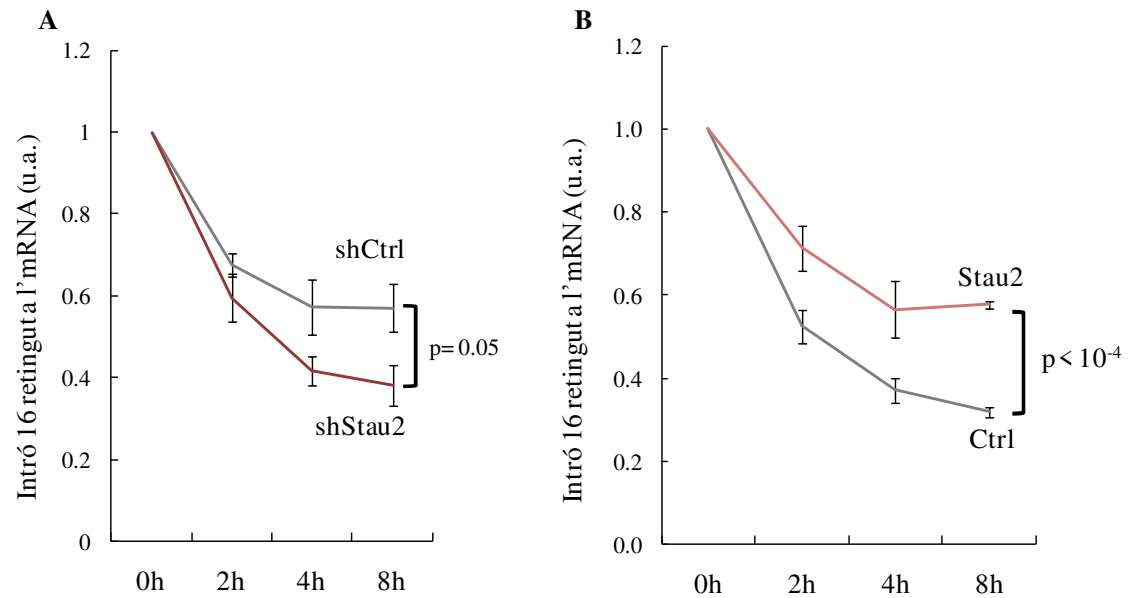 A
Intró 16 retingut a l’mRNA (u.a.)
1.2
1
0.8
0.6
0.4
0.2
0
shCtrl
p= 0.05
shStau2
0h 2h 4h 8h
B
Intró 16 retingut a l’mRNA (u.a.)
1.2
1.0
0.8
0.6
0.4
0.2
0.0
Stau2
p < 10-4
Ctrl
0h 2h 4h 8h